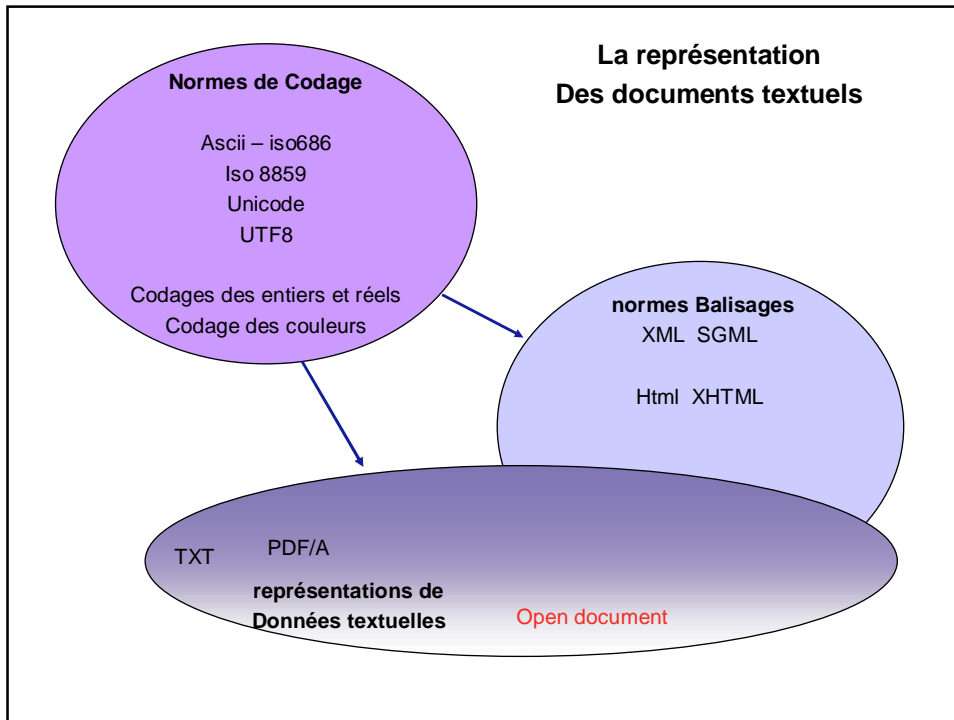 La représentation
Des documents textuels
Normes de Codage
Ascii – iso686
Iso 8859
Unicode
UTF8
Codages des entiers et réels
Codage des couleurs
normes Balisages
XML SGML
Html XHTML
TXT PDF/A
représentations de
Données textuelles
Open document